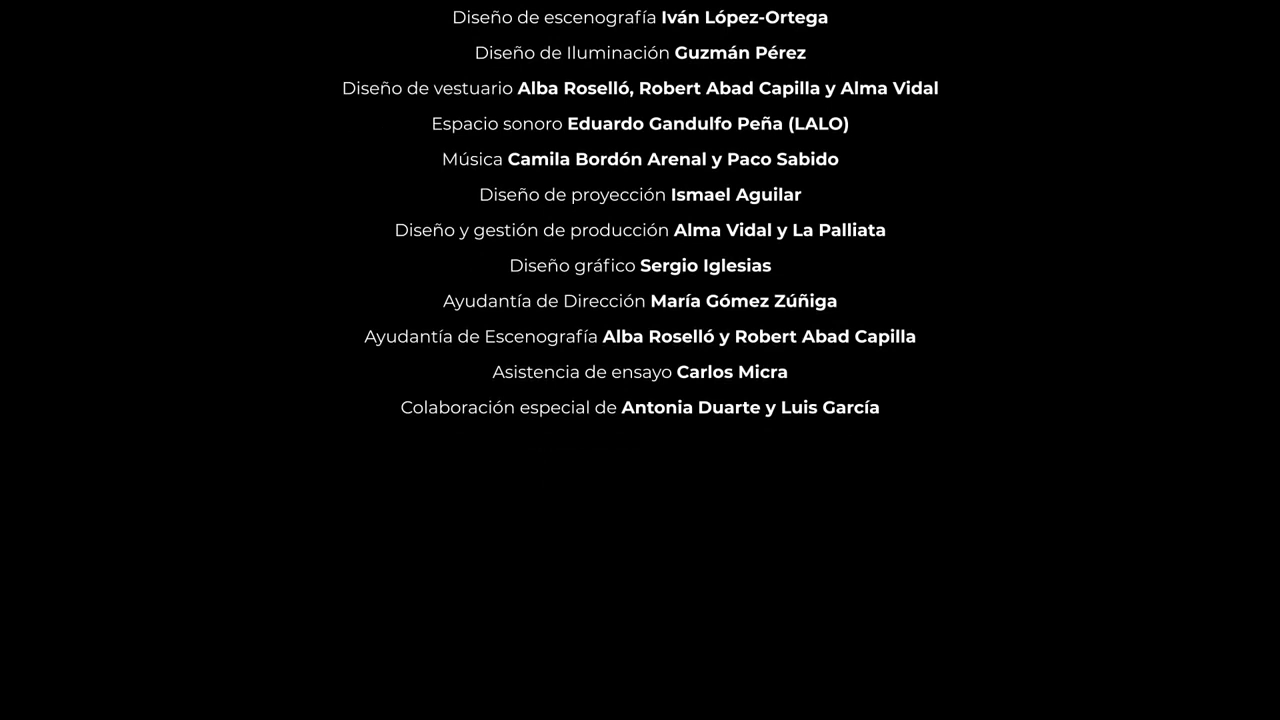 Diseño de escenografía Iván López-Ortega
Diseño de Iluminación Guzmán Pérez
Diseño de vestuario Alba Roselló, Robert Abad Capilla y Alma Vidal
Espacio sonoro Eduardo Gandulfo Peña (LALO)
Música Camila Bordón Arenal y Paco Sabido
Diseño de proyección Ismael Aguilar
Diseño y gestión de producción Alma Vidal y La Palliata
Diseño gráfico Sergio Iglesias
Ayudantía de Dirección María Gómez Zúñiga
Ayudantía de Escenografía Alba Roselló y Robert Abad Capilla
Asistencia de ensayo Carlos Micra
Colaboración especial de Antonia Duarte y Luis García